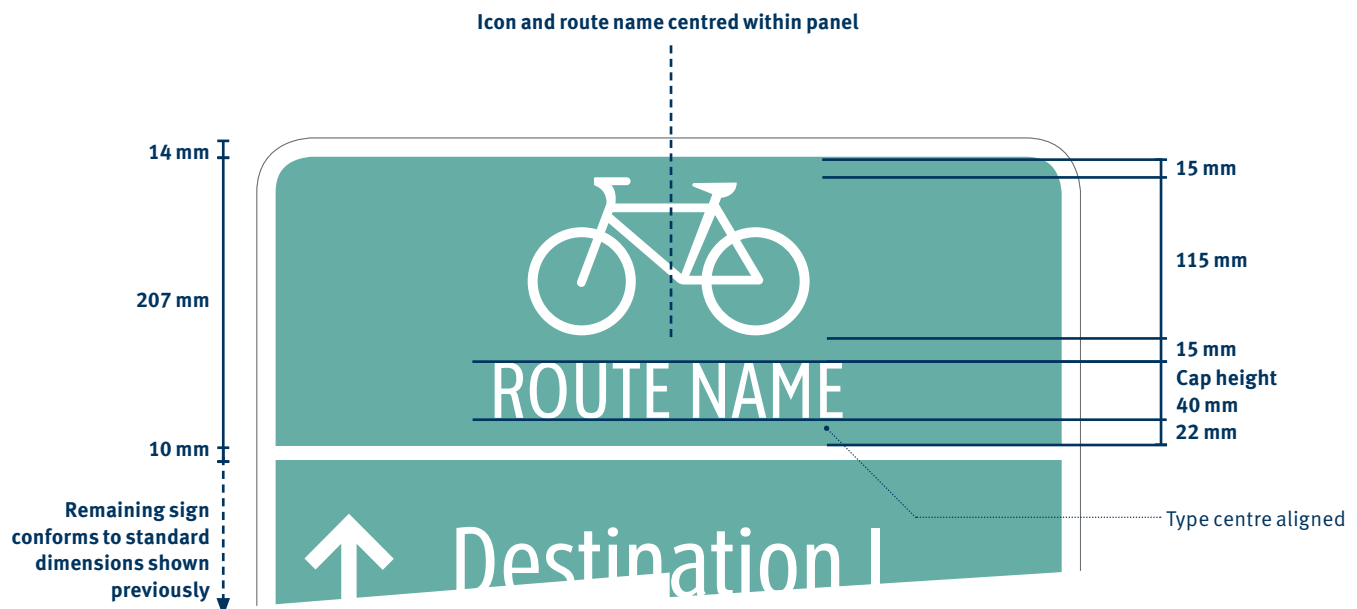 Icon and route name centred within panel
14 mm
15 mm
115 mm
207 mm
15 mm
Cap height
40 mm
ROUTE NAME
22 mm
10 mm
Remaining sign
conforms to standard
dimensions shown
previously
Type centre aligned
Destination 1